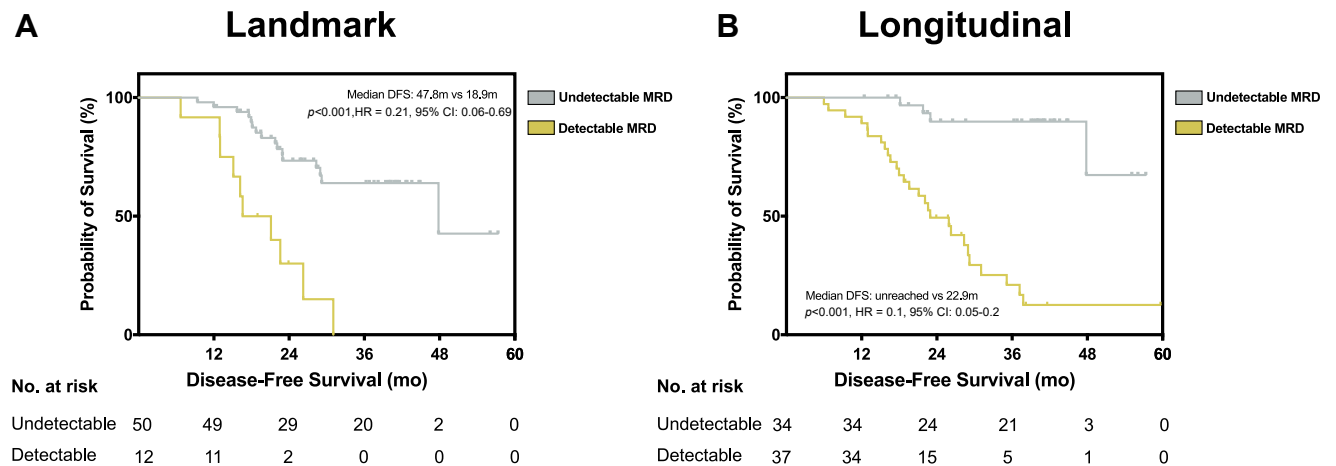 A
Landmark
Probability of Survival (%)
100
50
0
Median DFS: 47.8m vs 18.9m
p<0.001,HR = 0.21, 95% CI: 0.06-0.69
Undetectable MRD
Detectable MRD
12 24 36 48 60
Disease-Free Survival (mo)
No. at risk
Undetectable 50 49 29 20 2 0
Detectable 12 11 2 0 0 0
B
Longitudinal
Probability of Survival (%)
100
50
0
Median DFS: unreached vs 22.9m
p<0.001, HR = 0.1, 95% CI: 0.05-0.2
Undetectable MRD
Detectable MRD
12 24 36 48 60
Disease-Free Survival (mo)
No. at risk
Undetectable 34 34 24 21 3 0
Detectable 37 34 15 5 1 0